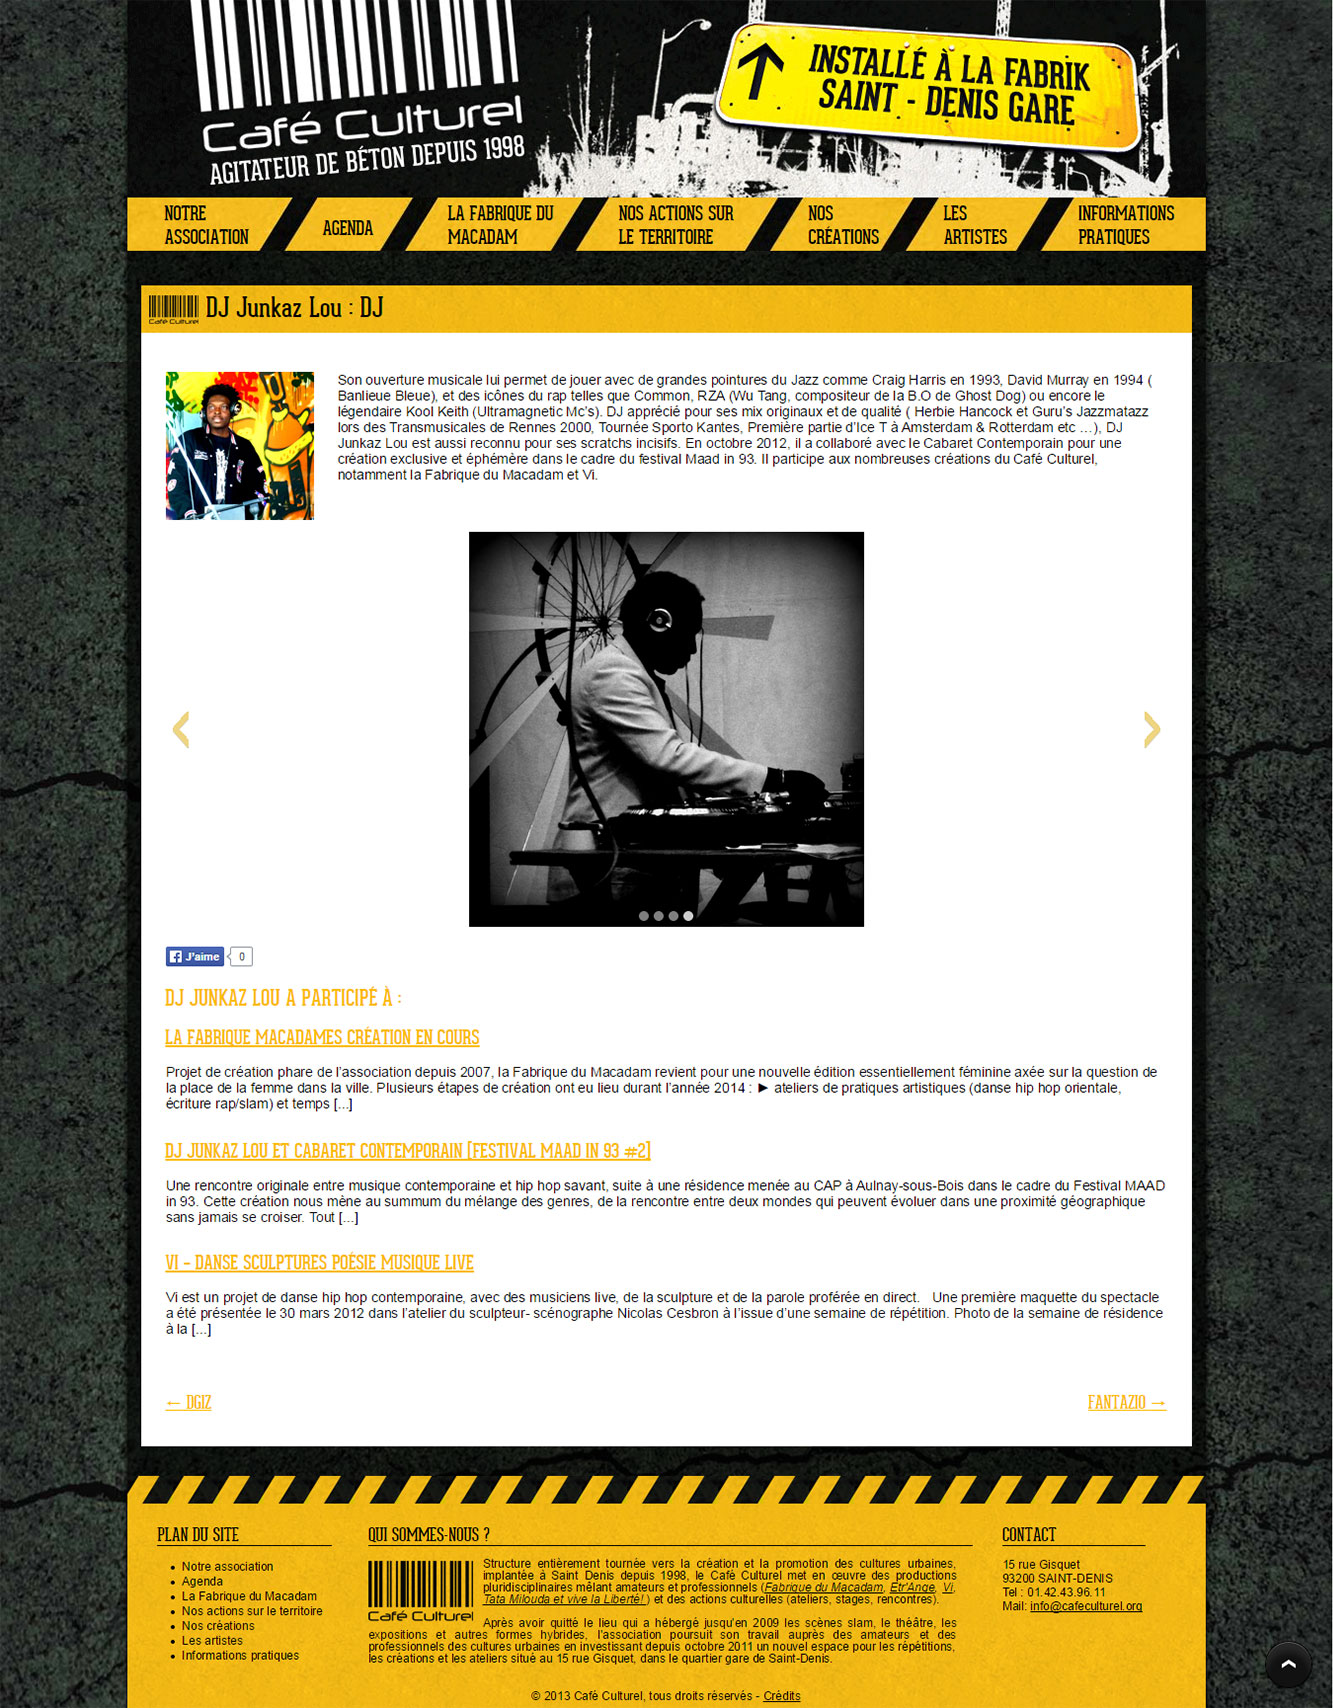 Café Culturel
AGITATEUR DE BÉTON DEPUIS 1998
INSTALLÉ À LA FABRIK
SAINT - DENIS GARE
NOTRE
ASSOCIATION
AGENDA
LA FABRIQUE DU
MACADAM
NOS ACTIONS SUR
LE TERRITOIRE
NOS
CRÉATIONS
LES
ARTISTES
INFORMATIONS
PRATIQUES
Café Culturel
DJ Junkaz Lou : DJ
Son ouverture musicale lui permet de jouer avec de grandes pointures du Jazz comme Craig Harris en 1993, David Murray en 1994 (
Banlieue Bleue), et des icônes du rap telles que Common, RZA (Wu Tang, compositeur de la B.O de Ghost Dog) ou encore le
légendaire Kool Keith (Ultramagnetic Mc's). DJ apprécié pour ses mix originaux et de qualité ( Herbie Hancock et Guru's Jazzmatazz
lors des Transmusicales de Rennes 2000, Tournée Sporto Kantes, Première partie d'Ice T à Amsterdam & Rotterdam etc …), DJ
Junkaz Lou est aussi reconnu pour ses scratchs incisifs. En octobre 2012, il a collaboré avec le Cabaret Contemporain pour une
création exclusive et éphémère dans le cadre du festival Maad in 93. Il participe aux nombreuses créations du Café Culturel,
notamment la Fabrique du Macadam et Vi.
J'aime 0
DJ JUNKAZ LOU A PARTICIPÉ À :
LA FABRIQUE MACADAMES CRÉATION EN COURS
Projet de création phare de l'association depuis 2007, la Fabrique du Macadam revient pour une nouvelle édition essentiellement féminine axée sur la question de
la place de la femme dans la ville. Plusieurs étapes de création ont eu lieu durant l'année 2014 : ► ateliers de pratiques artistiques (danse hip hop orientale,
écriture rap/slam) et temps [...]
DJ JUNKAZ LOU ET CABARET CONTEMPORAIN [FESTIVAL MAAD IN 93 #2]
Une rencontre originale entre musique contemporaine et hip hop savant, suite à une résidence menée au CAP à Aulnay-sous-Bois dans le cadre du Festival MAAD
in 93. Cette création nous mène au summum du mélange des genres, de la rencontre entre deux mondes qui peuvent évoluer dans une proximité géographique
sans jamais se croiser. Tout [...]
VI – DANSE SCULPTURES POÉSIE MUSIQUE LIVE
Vi est un projet de danse hip hop contemporaine, avec des musiciens live, de la sculpture et de la parole proférée en direct. Une première maquette du spectacle
a été présentée le 30 mars 2012 dans l'atelier du sculpteur- scénographe Nicolas Cesbron à l'issue d'une semaine de répétition. Photo de la semaine de résidence
à la [...]
← DGIZ
FANTAZIO →
PLAN DU SITE
Notre association
Agenda
La Fabrique du Macadam
Nos actions sur le territoire
Nos créations
Les artistes
Informations pratiques
QUI SOMMES-NOUS ?
Café Culturel
Structure entièrement tournée vers la création et la promotion des cultures urbaines,
implantée à Saint Denis depuis 1998, le Café Culturel met en œuvre des productions
pluridisciplinaires mêlant amateurs et professionnels (Fabrique du Macadam, Etr'Ange, Vi,
Tata Milouda et vive la Liberté! ) et des actions culturelles (ateliers, stages, rencontres).
Après avoir quitté le lieu qui a hébergé jusqu'en 2009 les scènes slam, le théâtre, les
expositions et autres formes hybrides, l'association poursuit son travail auprès des amateurs et des
professionnels des cultures urbaines en investissant depuis octobre 2011 un nouvel espace pour les répétitions,
les créations et les ateliers situé au 15 rue Gisquet, dans le quartier gare de Saint-Denis.
CONTACT
15 rue Gisquet
93200 SAINT-DENIS
Tel : 01.42.43.96.11
Mail: info@cafeculturel.org
© 2013 Café Culturel, tous droits réservés - Crédits